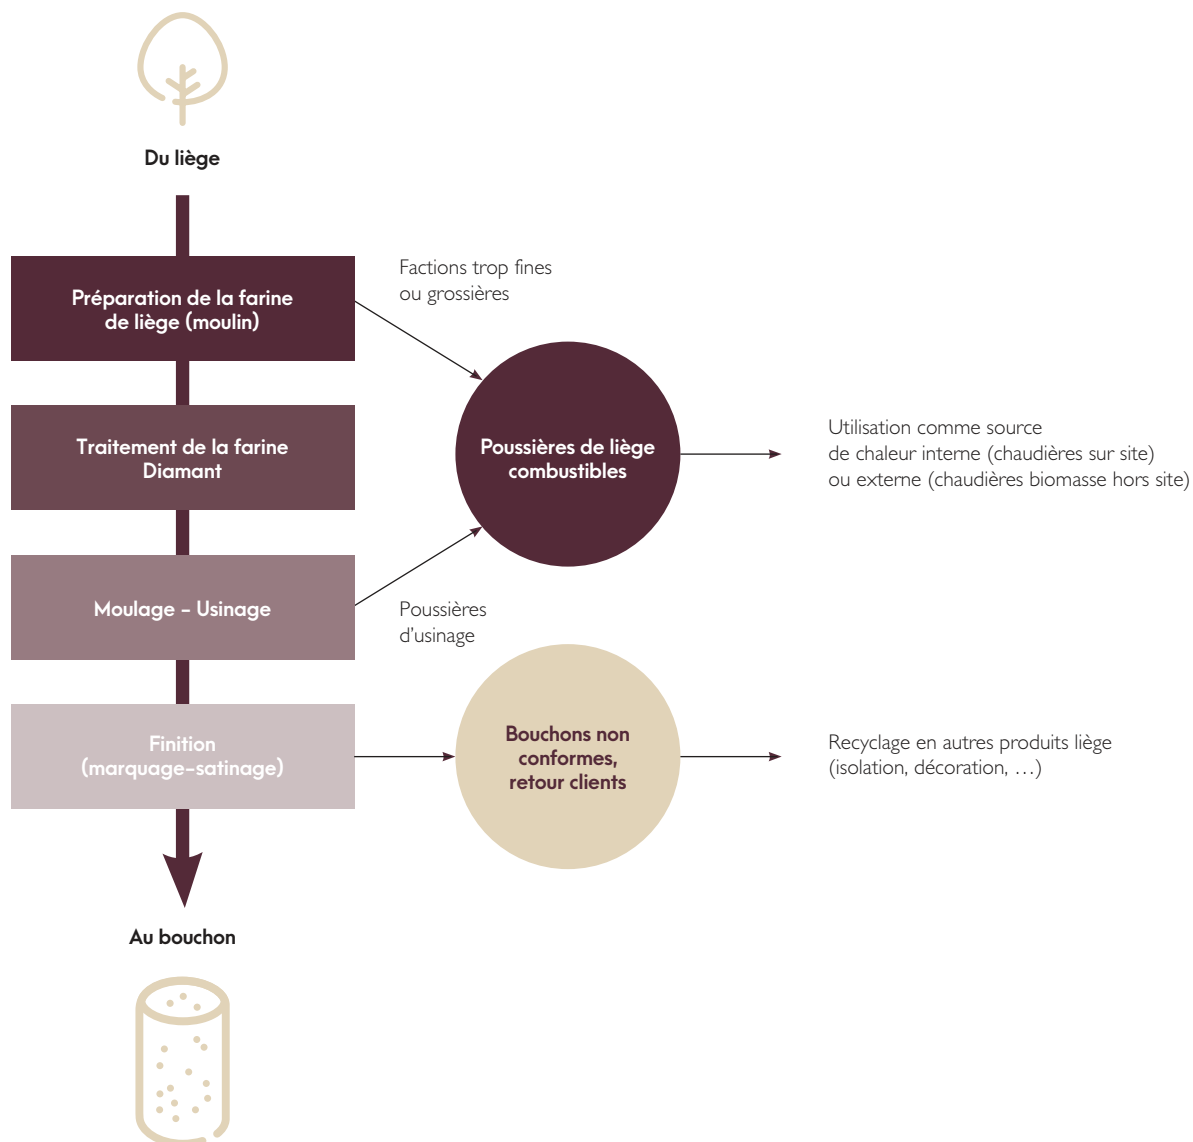 Du liège
Préparation de la farine
de liège (moulin)
Factions trop fines
ou grossières
Traitement de la farine
Diamant
Poussières de liège
combustibles
Utilisation comme source
de chaleur interne (chaudières sur site)
ou externe (chaudières biomasse hors site)
Moulage - Usinage
Poussières
d'usinage
Finition
(marquage-satinage)
Bouchons non
conformes,
retour clients
Recyclage en autres produits liège
(isolation, décoration, …)
Au bouchon